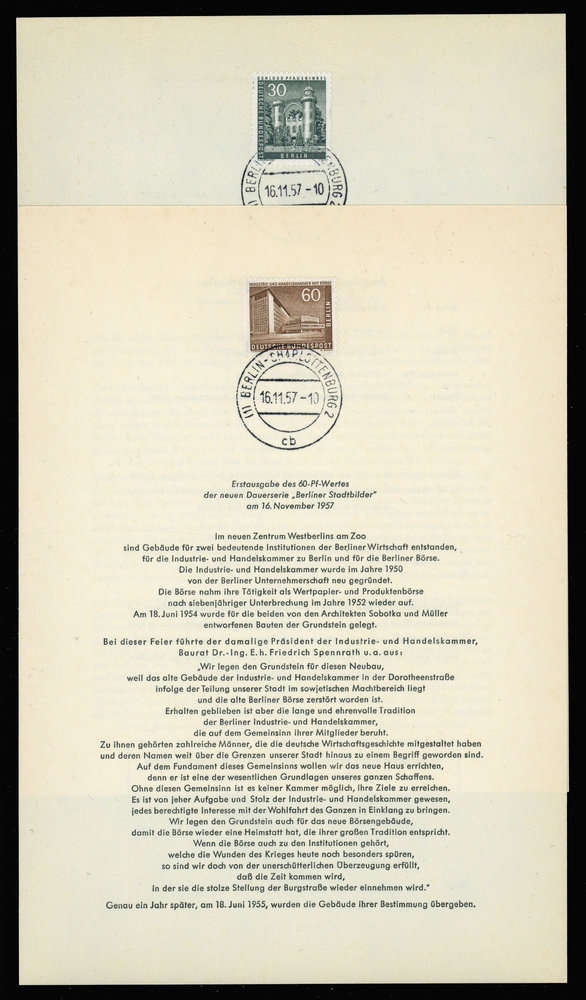 30
BERLIN
16.11.57-10
INDUSTRIE UND HANDELSKAMMER MIT BÖRSE
60
BERLIN
DEUTSCHE BUNDESPOST
(1) BERLIN-CHARLOTTENBURG 2
16.11.57-10
cb
Erstausgabe des 60-Pf-Wertes
der neuen Dauerserie „Berliner Stadtbilder"
am 16. November 1957
Im neuen Zentrum Westberlins am Zoo
sind Gebäude für zwei bedeutende Institutionen der Berliner Wirtschaft entstanden,
für die Industrie- und Handelskammer zu Berlin und für die Berliner Börse.
Die Industrie- und Handelskammer wurde im Jahre 1950
von der Berliner Unternehmerschaft neu gegründet.
Die Börse nahm ihre Tätigkeit als Wertpapier- und Produktenbörse
nach siebenjähriger Unterbrechung im Jahre 1952 wieder auf.
Am 18. Juni 1954 wurde für die beiden von den Architekten Sobotka und Müller
entworfenen Bauten der Grundstein gelegt.
Bei dieser Feier führte der damalige Präsident der Industrie- und Handelskammer,
Baurat Dr.-Ing. E. h. Friedrich Spennrath u. a. aus:
„Wir legen den Grundstein für diesen Neubau,
weil das alte Gebäude der Industrie- und Handelskammer in der Dorotheenstraße
infolge der Teilung unserer Stadt im sowjetischen Machtbereich liegt
und die alte Berliner Börse zerstört worden ist.
Erhalten geblieben ist aber die lange und ehrenvalle Tradition
der Berliner Industrie- und Handelskammer,
die auf dem Gemeinsinn ihrer Mitglieder beruht.
Zu ihnen gehörten zahlreiche Männer, die die deutsche Wirtschaftsgeschichte mitgestaltet haben
und deren Namen weit über die Grenzen unserer Stadt hinaus zu einem Begriff geworden sind.
Auf dem Fundament dieses Gemeinsinns wollen wir das neue Haus errichten,
denn er ist eine der wesentlichen Grundlagen unseres ganzen Schaffens.
Ohne diesen Gemeinsinn ist es keiner Kammer möglich, ihre Ziele zu erreichen.
Es ist von jeher Aufgabe und Stolz der Industrie- und Handelskammer gewesen,
jedes berechtigte Interesse mit der Wohlfahrt des Ganzen in Einklang zu bringen.
Wir legen den Grundstein auch für das neue Börsengebäude,
damit die Börse wieder eine Heimstatt hat, die ihrer großen Tradition entspricht.
Wenn die Börse auch zu den Institutionen gehört,
welche die Wunden des Krieges heute noch besonders spüren,
so sind wir doch von der unerschütterlichen Überzeugung erfüllt,
daß die Zeit kommen wird,
in der sie die stolze Stellung der Burgstraße wieder einnehmen wird."
Genau ein Jahr später, am 18. Juni 1955, wurden die Gebäude ihrer Bestimmung übergeben.